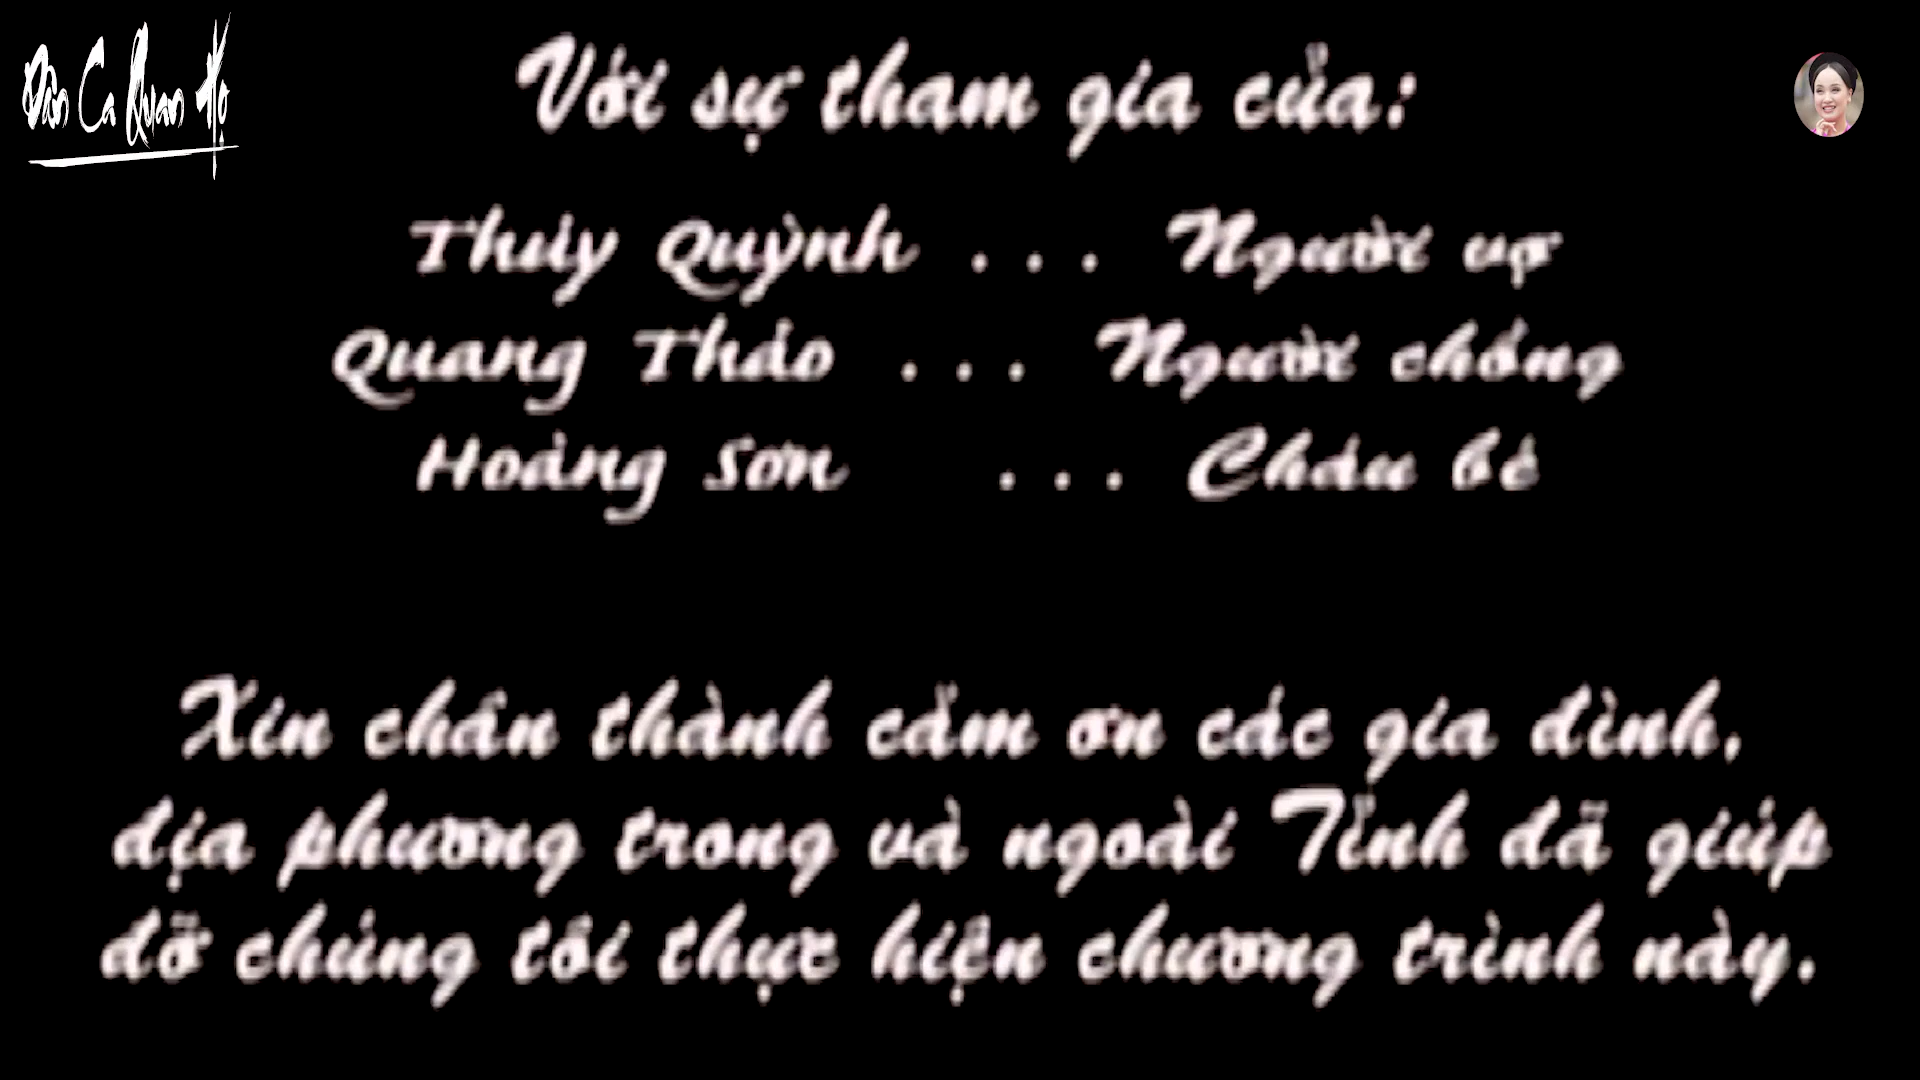 Dân Ca Quan Họ
Với sự tham gia của:
Thúy Quỳnh ... Người vợ
Quang Thảo ... Người chồng
Hoàng Sơn ... Cháu bé
Xin chân thành cảm ơn các gia đình,
địa phương trong và ngoài Tỉnh đã giúp
đỡ chúng tôi thực hiện chương trình này.